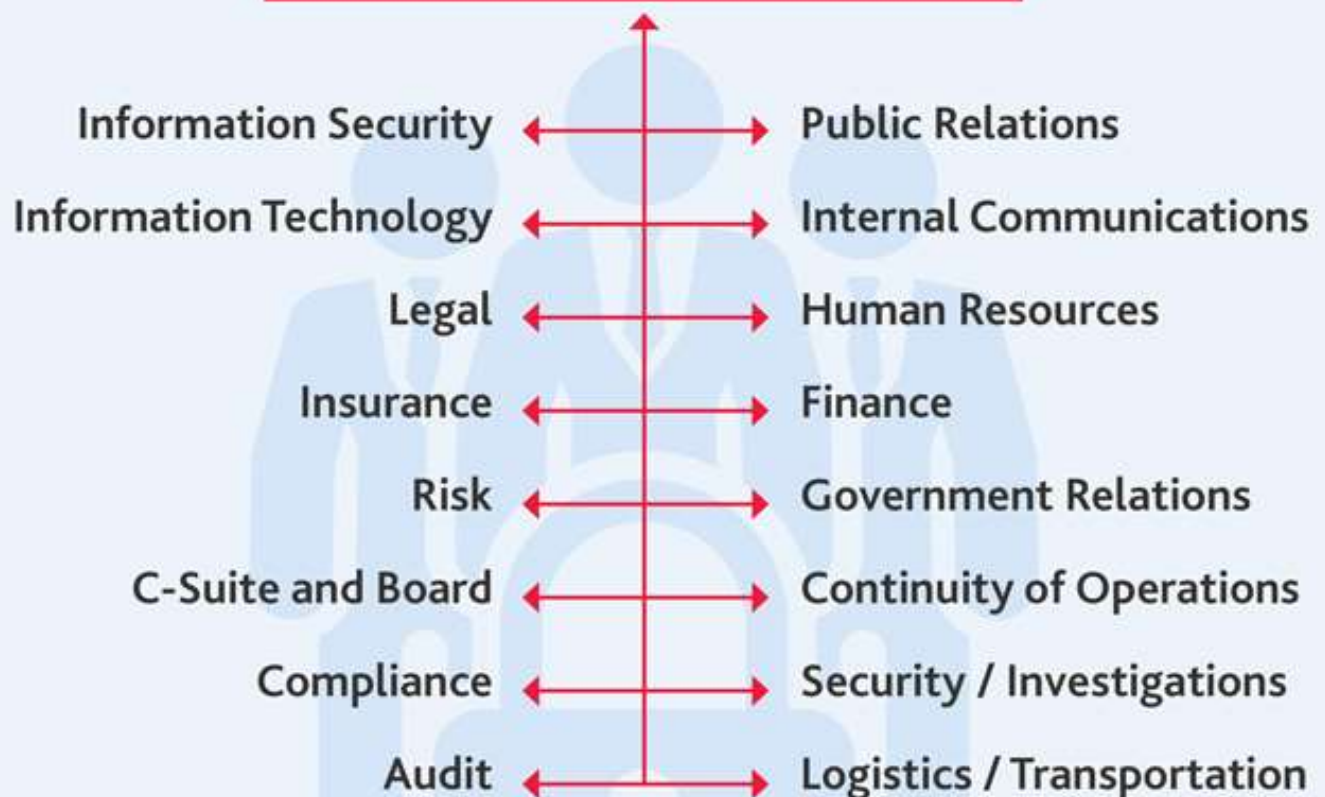 Information Security Public Relations
Information Technology Internal Communications
Legal Human Resources
Insurance Finance
Risk Government Relations
C-Suite and Board Continuity of Operations
Compliance Security / Investigations
Audit Logistics / Transportation